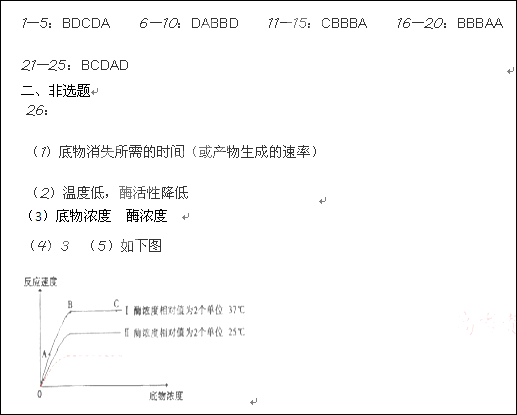 1—5：BDCDA 6—10：DABBD 11—15：CBBBA 16—20：BBBAA
21—25：BCDAD
二、非选题
26：
（1）底物消失所需的时间（或产物生成的速率）
（2）温度低，酶活性降低
（3）底物浓度 酶浓度
（4）3 （5）如下图
反应速度
B C Ⅰ 酶浓度相对值为2个单位 37℃
Ⅱ 酶浓度相对值为2个单位 25℃
A
0 底物浓度